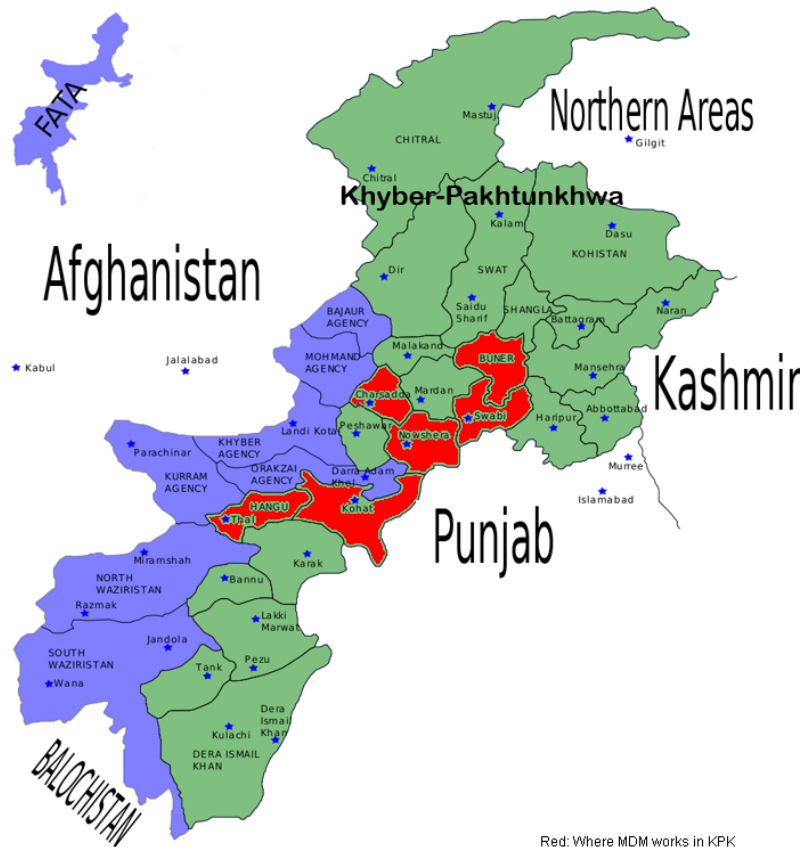 FATA
Northern Areas
Mastuj
Gilgit
CHITRAL
Chitral
Khyber-Pakhtunkhwa
Kalam
Dasu
KOHISTAN
Afghanistan
Dir
SWAT
Saidu
Sharif
SHANGLA
Naran
Battagram
BAJAUR
AGENCY
Malakand
MOHMAND
AGENCY
BUNER
Kabul
Jalalabad
Mansehra
Kashmir
Charsadda
Mardan
Swabi
Haripur
Abbottabad
Landi Kotal
Peshawar
Nowshera
Parachinar
KHYBER
AGENCY
Murree
KURRAM
AGENCY
ORAKZAI
AGENCY
Darra Adam
Khel
Islamabad
HANGU
Thal
Kohat
Punjab
Miramshah
Karak
NORTH
WAZIRISTAN
Bannu
Razmak
Lakki
Marwat
Jandola
SOUTH
WAZIRISTAN
Pezu
Tank
Wana
Dera
Ismail
Khan
Kulachi
DERA ISMAIL
KHAN
BALOCHISTAN
Red: Where MDM works in KPK